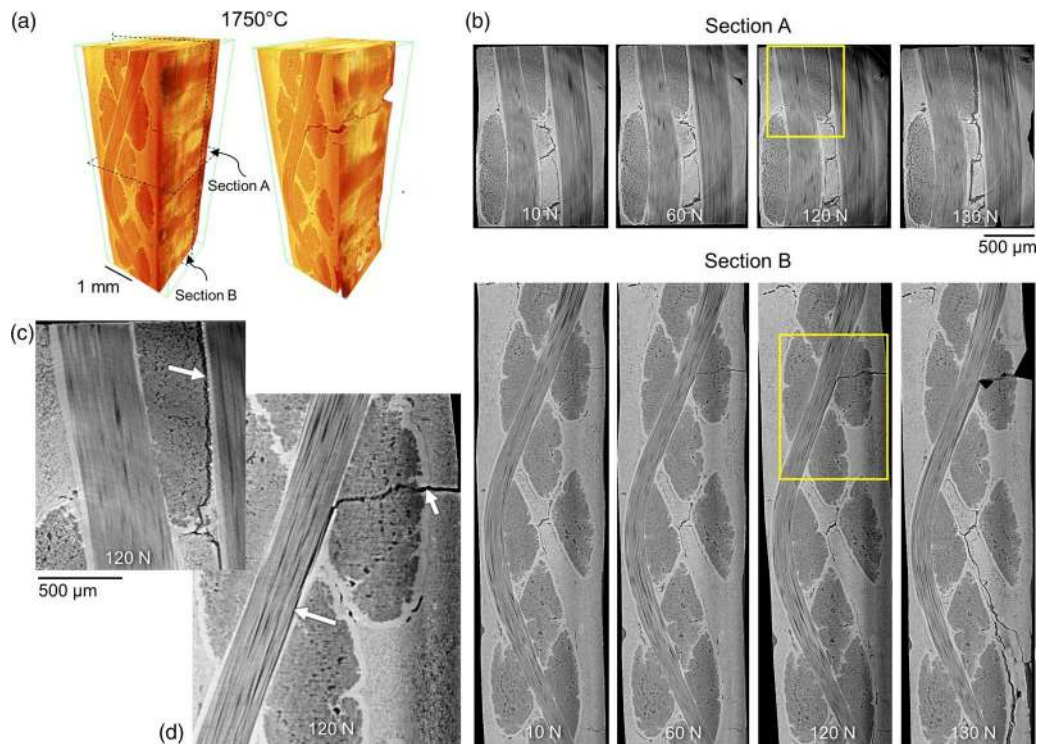 (a)
1750°C
Section A
Section B
1 mm
(b)
Section A
10 N
60 N
120 N
130 N
500 µm
Section B
10 N
60 N
120 N
130 N
(c)
120 N
500 µm
(d)
120 N